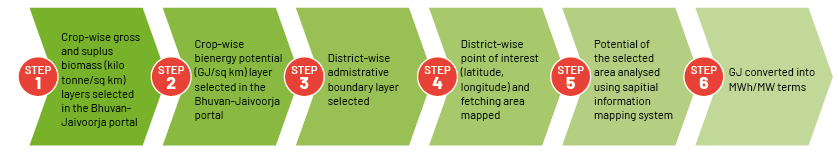 STEP
1
Crop-wise gross
and suplus
biomass (kilo
tonne/sq km)
layers selected
in the Bhuvan-
Jaivoorja portal
STEP
2
Crop-wise
bienergy potential
(GJ/sq km) layer
selected in the
Bhuvan-Jaivoorja
portal
STEP
3
District-wise
admistrative
boundary layer
selected
STEP
4
District-wise
point of interest
(latitude,
longitude) and
fetching area
mapped
STEP
5
Potential of
the selected
area analysed
using sapitial
information
mapping system
STEP
6
GJ converted into
MWh/MW terms